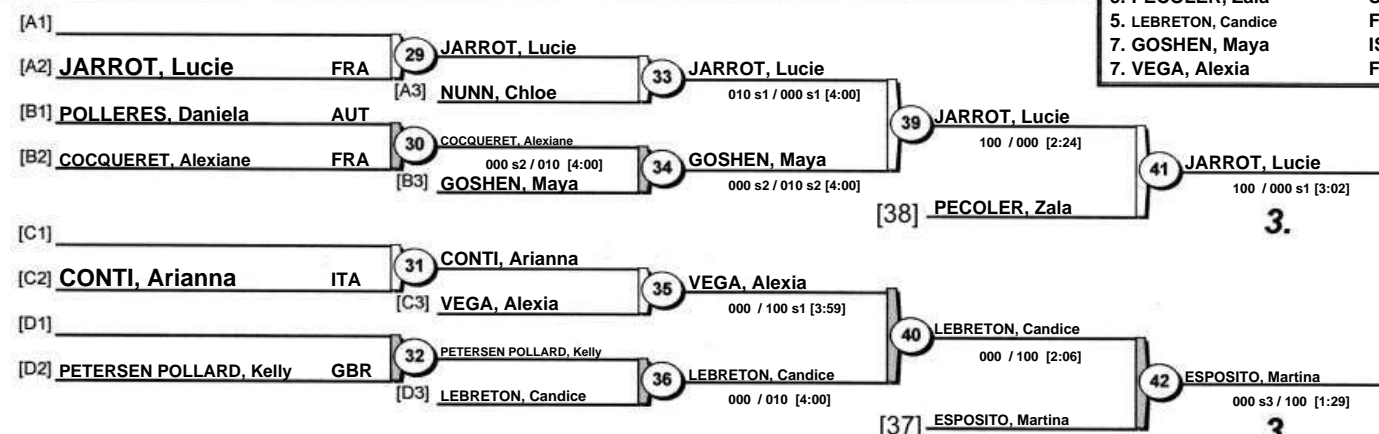 5. LEBRETON, Candice F
7. GOSHEN, Maya IS
7. VEGA, Alexia F
[A1]
[A2] JARROT, Lucie FRA
29 JARROT, Lucie
[A3] NUNN, Chloe
33 JARROT, Lucie
010 s1 / 000 s1 [4:00]
[B1] POLLERES, Daniela AUT
[B2] COCQUERET, Alexiane FRA
30 COCQUERET, Alexiane
000 s2 / 010 [4:00]
[B3] GOSHEN, Maya
34 GOSHEN, Maya
000 s2 / 010 s2 [4:00]
39 JARROT, Lucie
100 / 000 [2:24]
[38] PECOLER, Zala
41 JARROT, Lucie
100 / 000 s1 [3:02]
3.
[C1]
[C2] CONTI, Arianna ITA
31 CONTI, Arianna
[C3] VEGA, Alexia
35 VEGA, Alexia
000 / 100 s1 [3:59]
[D1]
[D2] PETERSEN POLLARD, Kelly GBR
32 PETERSEN POLLARD, Kelly
[D3] LEBRETON, Candice
36 LEBRETON, Candice
000 / 010 [4:00]
40 LEBRETON, Candice
000 / 100 [2:06]
[37] ESPOSITO, Martina
42 ESPOSITO, Martina
000 s3 / 100 [1:29]
3